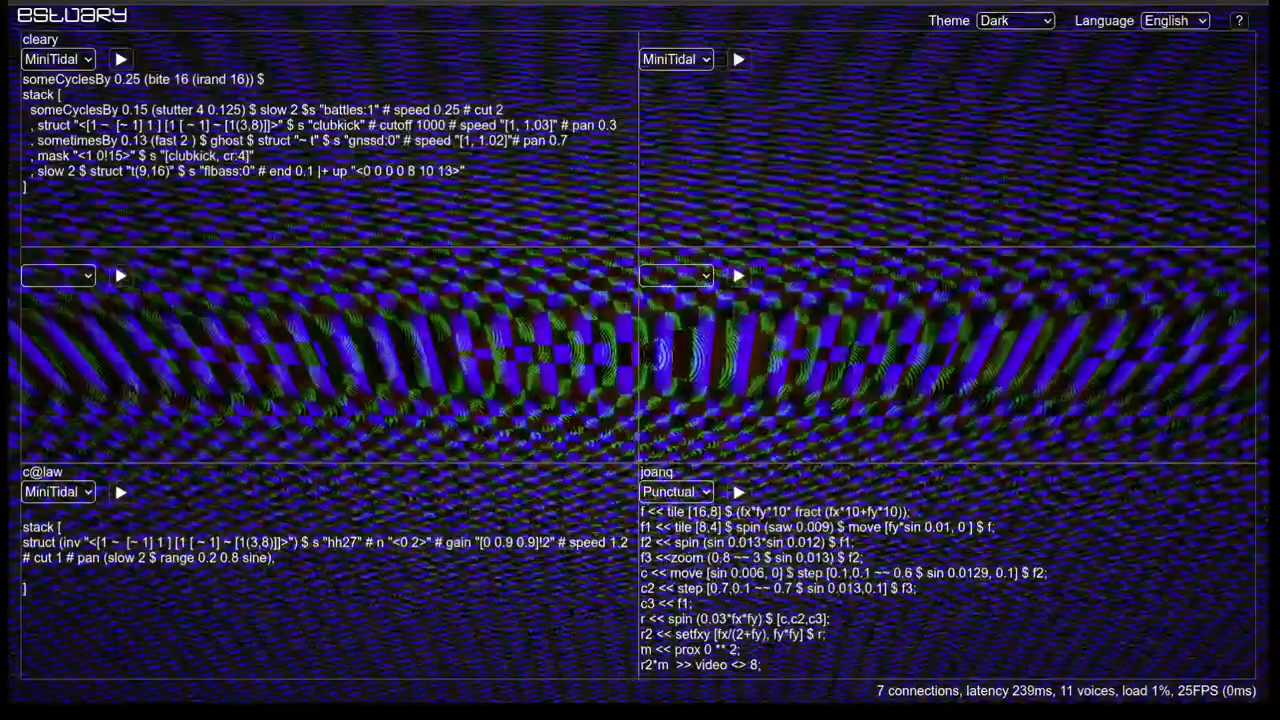 estuary
Theme Dark Language English ?
cleary
MiniTidal
someCyclesBy 0.25 (bite 16 (irand 16)) $
stack [
someCyclesBy 0.15 (stutter 4 0.125) $ slow 2 $s "battles:1" # speed 0.25 # cut 2
, struct "<[1 ~ [~ 1] 1 ] [1 [ ~ 1] ~ [1(3,8)]]>" $ s "clubkick" # cutoff 1000 # speed "[1, 1.03]" # pan 0.3
, sometimesBy 0.13 (fast 2 ) $ ghost $ struct "~ t" $ s "gnssd:0" # speed "[1, 1.02]"# pan 0.7
, mask "<1 0!15>" $ s "[clubkick, cr:4]"
, slow 2 $ struct "t(9,16)" $ s "flbass:0" # end 0.1 |+ up "<0 0 0 0 8 10 13>"
]
MiniTidal
c@law
MiniTidal
stack [
struct (inv "<[1 ~ [~ 1] 1 ] [1 [ ~ 1] ~ [1(3,8)]]>") $ s "hh27" # n "<0 2>" # gain "[0 0.9 0.9]!2" # speed 1.2
# cut 1 # pan (slow 2 $ range 0.2 0.8 sine),
]
joanq
Punctual
f << tile [16,8] $ (fx*fy*10* fract (fx*10+fy*10));
f1 << tile [8,4] $ spin (saw 0.009) $ move [fy*sin 0.01, 0 ] $ f;
f2 << spin (sin 0.013*sin 0.012) $ f1;
f3 <<zoom (0.8 ~~ 3 $ sin 0.013) $ f2;
c << move [sin 0.006, 0] $ step [0.1,0.1 ~~ 0.6 $ sin 0.0129, 0.1] $ f2;
c2 << step [0.7,0.1 ~~ 0.7 $ sin 0.013,0.1] $ f3;
c3 << f1;
r << spin (0.03*fx*fy) $ [c,c2,c3];
r2 << setfxy [fx/(2+fy), fy*fy] $ r;
m << prox 0 ** 2;
r2*m >> video <> 8;
7 connections, latency 239ms, 11 voices, load 1%, 25FPS (0ms)